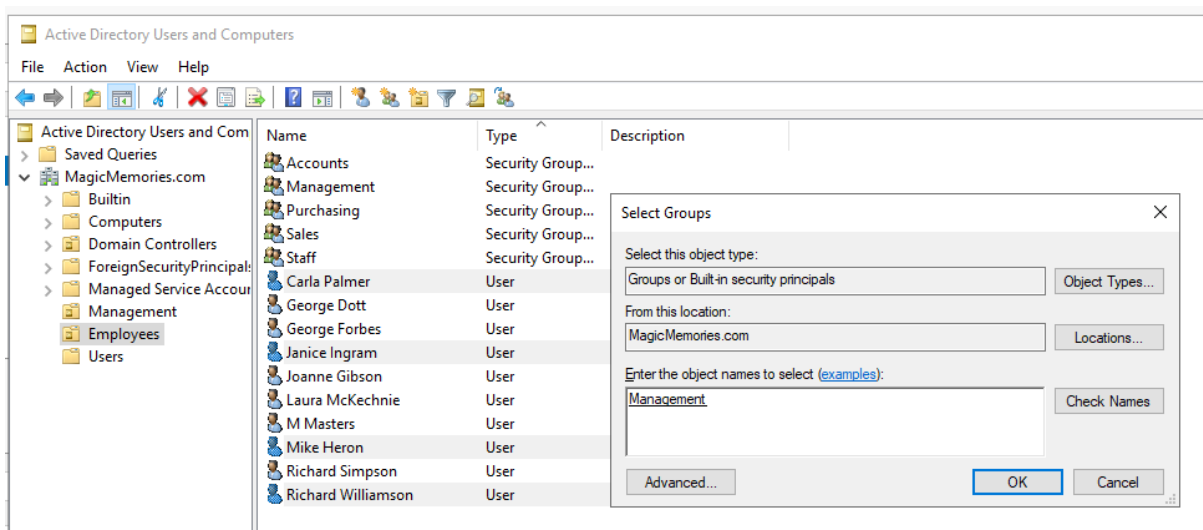 Active Directory Users and Computers
File Action View Help
Active Directory Users and Com
Saved Queries
MagicMemories.com
Builtin
Computers
Domain Controllers
ForeignSecurityPrincipal
Managed Service Accour
Management
Employees
Users
Name Type Description
Accounts Security Group...
Management Security Group...
Purchasing Security Group...
Sales Security Group...
Staff Security Group...
Carla Palmer User
George Dott User
George Forbes User
Janice Ingram User
Joanne Gibson User
Laura McKechnie User
M Masters User
Mike Heron User
Richard Simpson User
Richard Williamson User
Select Groups
Select this object type:
Groups or Built-in security principals Object Types...
From this location:
MagicMemories.com Locations...
Enter the object names to select (examples):
Management Check Names
Advanced... OK Cancel